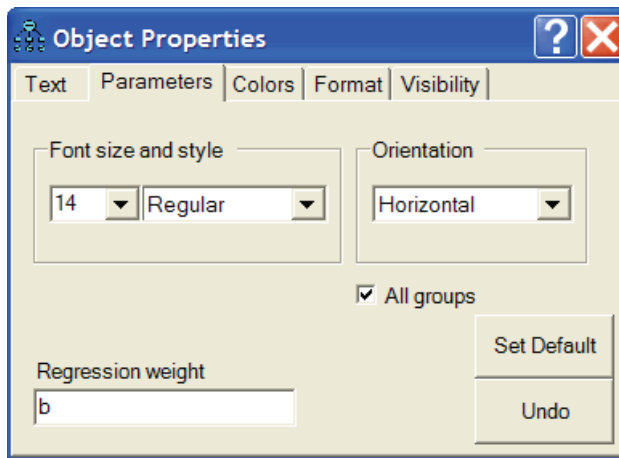 Object Properties
Text Parameters Colors Format Visibility
Font size and style
Orientation
14 Regular
Horizontal
All groups
Set Default
Regression weight
b
Undo